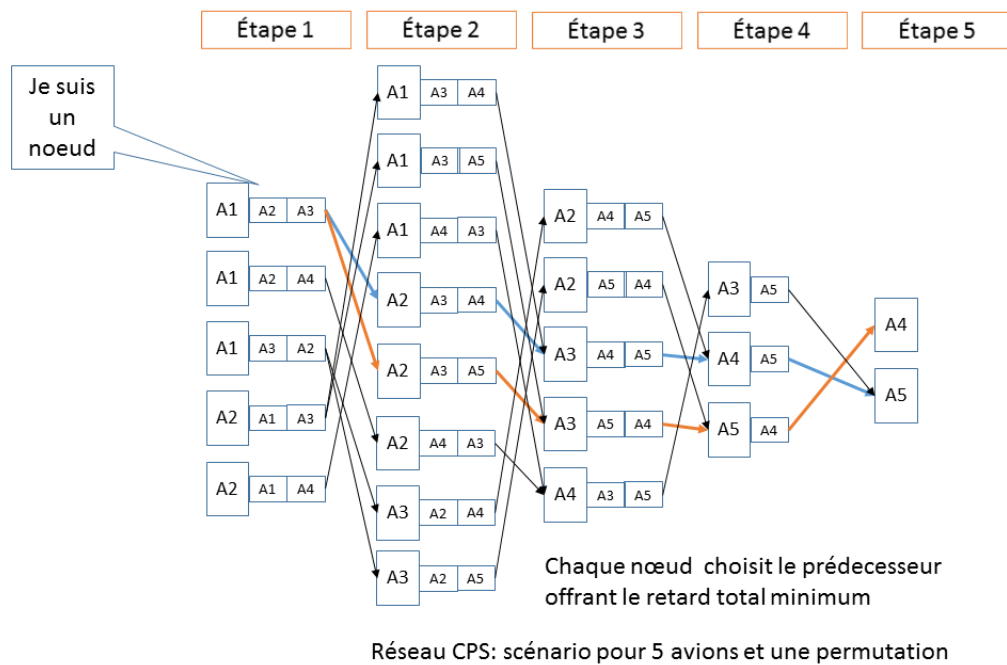 Étape 1 Étape 2 Étape 3 Étape 4 Étape 5
Je suis
un
noeud
A1 A2 A3
A1 A2 A4
A1 A3 A2
A2 A1 A3
A2 A1 A4
A1 A3 A4
A1 A3 A5
A1 A4 A3
A2 A3 A4
A2 A3 A5
A2 A4 A3
A3 A2 A4
A3 A2 A5
A2 A4 A5
A2 A5 A4
A3 A4 A5
A3 A5 A4
A4 A3 A5
A3 A5
A4 A5
A5 A4
A4
A5
Chaque nœud choisit le prédecesseur
offrant le retard total minimum
Réseau CPS: scénario pour 5 avions et une permutation